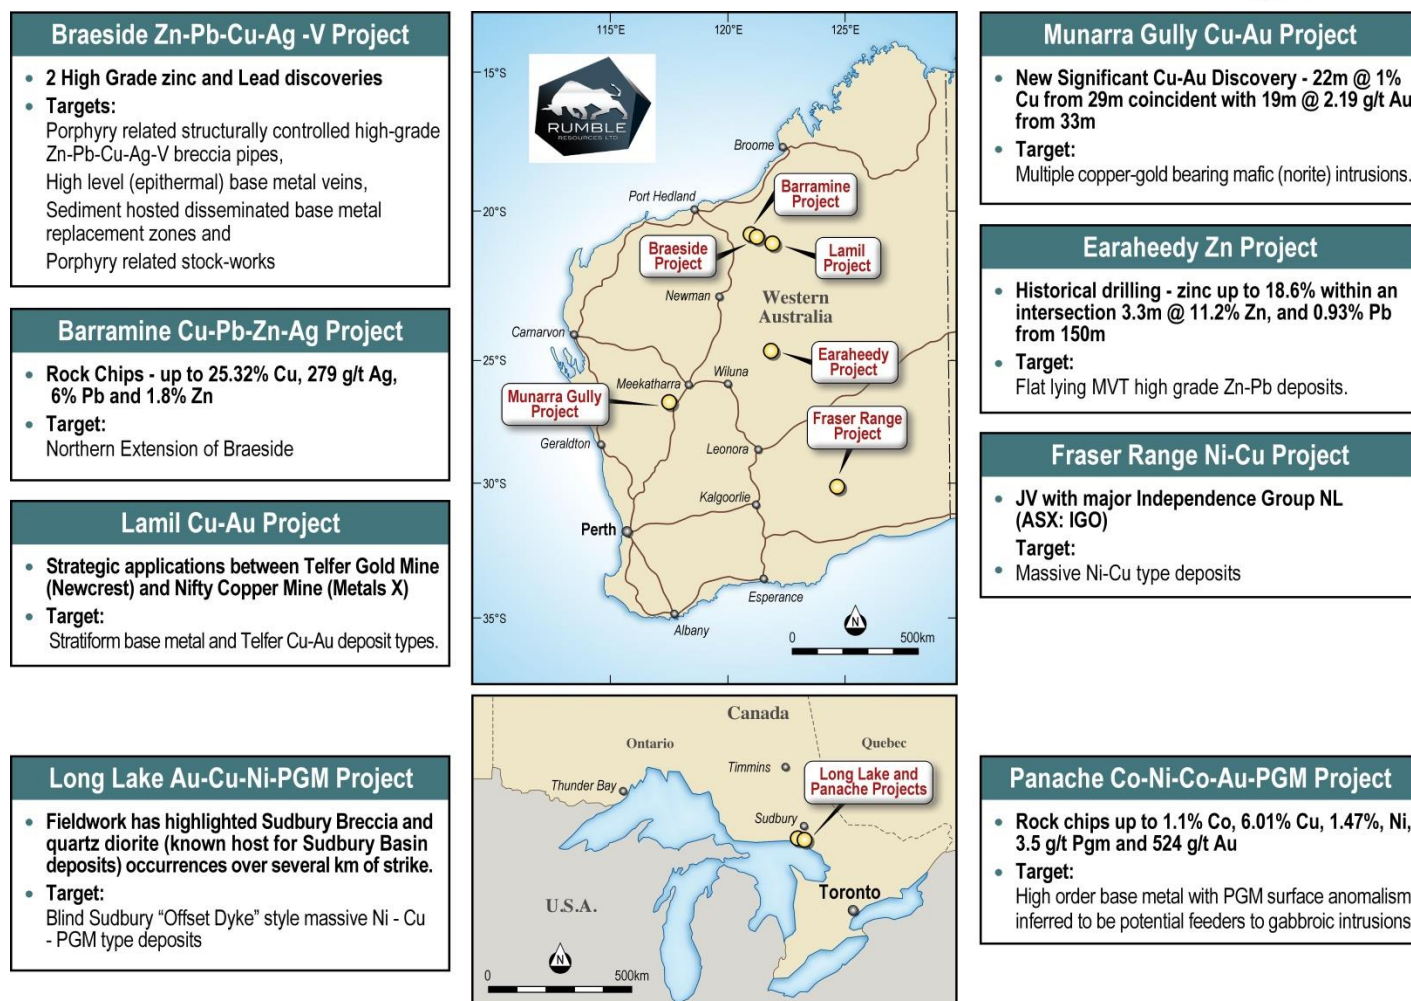 Braeside Zn-Pb-Cu-Ag -V Project
• 2 High Grade zinc and Lead discoveries
• Targets:
Porphyry related structurally controlled high-grade
Zn-Pb-Cu-Ag-V breccia pipes,
High level (epithermal) base metal veins,
Sediment hosted disseminated base metal
replacement zones and
Porphyry related stock-works
Barramine Cu-Pb-Zn-Ag Project
• Rock Chips - up to 25.32% Cu, 279 g/t Ag,
6% Pb and 1.8% Zn
• Target:
Northern Extension of Braeside
Lamil Cu-Au Project
• Strategic applications between Telfer Gold Mine
(Newcrest) and Nifty Copper Mine (Metals X)
• Target:
Stratiform base metal and Telfer Cu-Au deposit types.
Long Lake Au-Cu-Ni-PGM Project
• Fieldwork has highlighted Sudbury Breccia and
quartz diorite (known host for Sudbury Basin
deposits) occurrences over several km of strike.
• Target:
Blind Sudbury “Offset Dyke” style massive Ni - Cu
- PGM type deposits
115°E
120°E
125°E
15°S
RUMBLE
RESOURCES LTD
Broome
Barramine
Project
Port Hedland
20°S
Braeside
Project
Lamil
Project
Newman
Western
Australia
Carnarvon
25°S
Earaheedy
Project
Meekatharra
Wiluna
Munarra Gully
Project
Fraser Range
Project
Geraldton
Leonora
30°S
Kalgoorlie
Perth
Esperance
35°S
Albany
N
0
500km
Canada
Ontario
Quebec
Timmins
Thunder Bay
Long Lake and
Panache Projects
Sudbury
Toronto
U.S.A.
N
0
500km
Munarra Gully Cu-Au Project
• New Significant Cu-Au Discovery - 22m @ 1%
Cu from 29m coincident with 19m @ 2.19 g/t Au
from 33m
• Target:
Multiple copper-gold bearing mafic (norite) intrusions.
Earaheedy Zn Project
• Historical drilling - zinc up to 18.6% within an
intersection 3.3m @ 11.2% Zn, and 0.93% Pb
from 150m
• Target:
Flat lying MVT high grade Zn-Pb deposits.
Fraser Range Ni-Cu Project
• JV with major Independence Group NL
(ASX: IGO)
Target:
• Massive Ni-Cu type deposits
Panache Co-Ni-Co-Au-PGM Project
• Rock chips up to 1.1% Co, 6.01% Cu, 1.47%, Ni,
3.5 g/t Pgm and 524 g/t Au
• Target:
High order base metal with PGM surface anomalism
inferred to be potential feeders to gabbroic intrusions